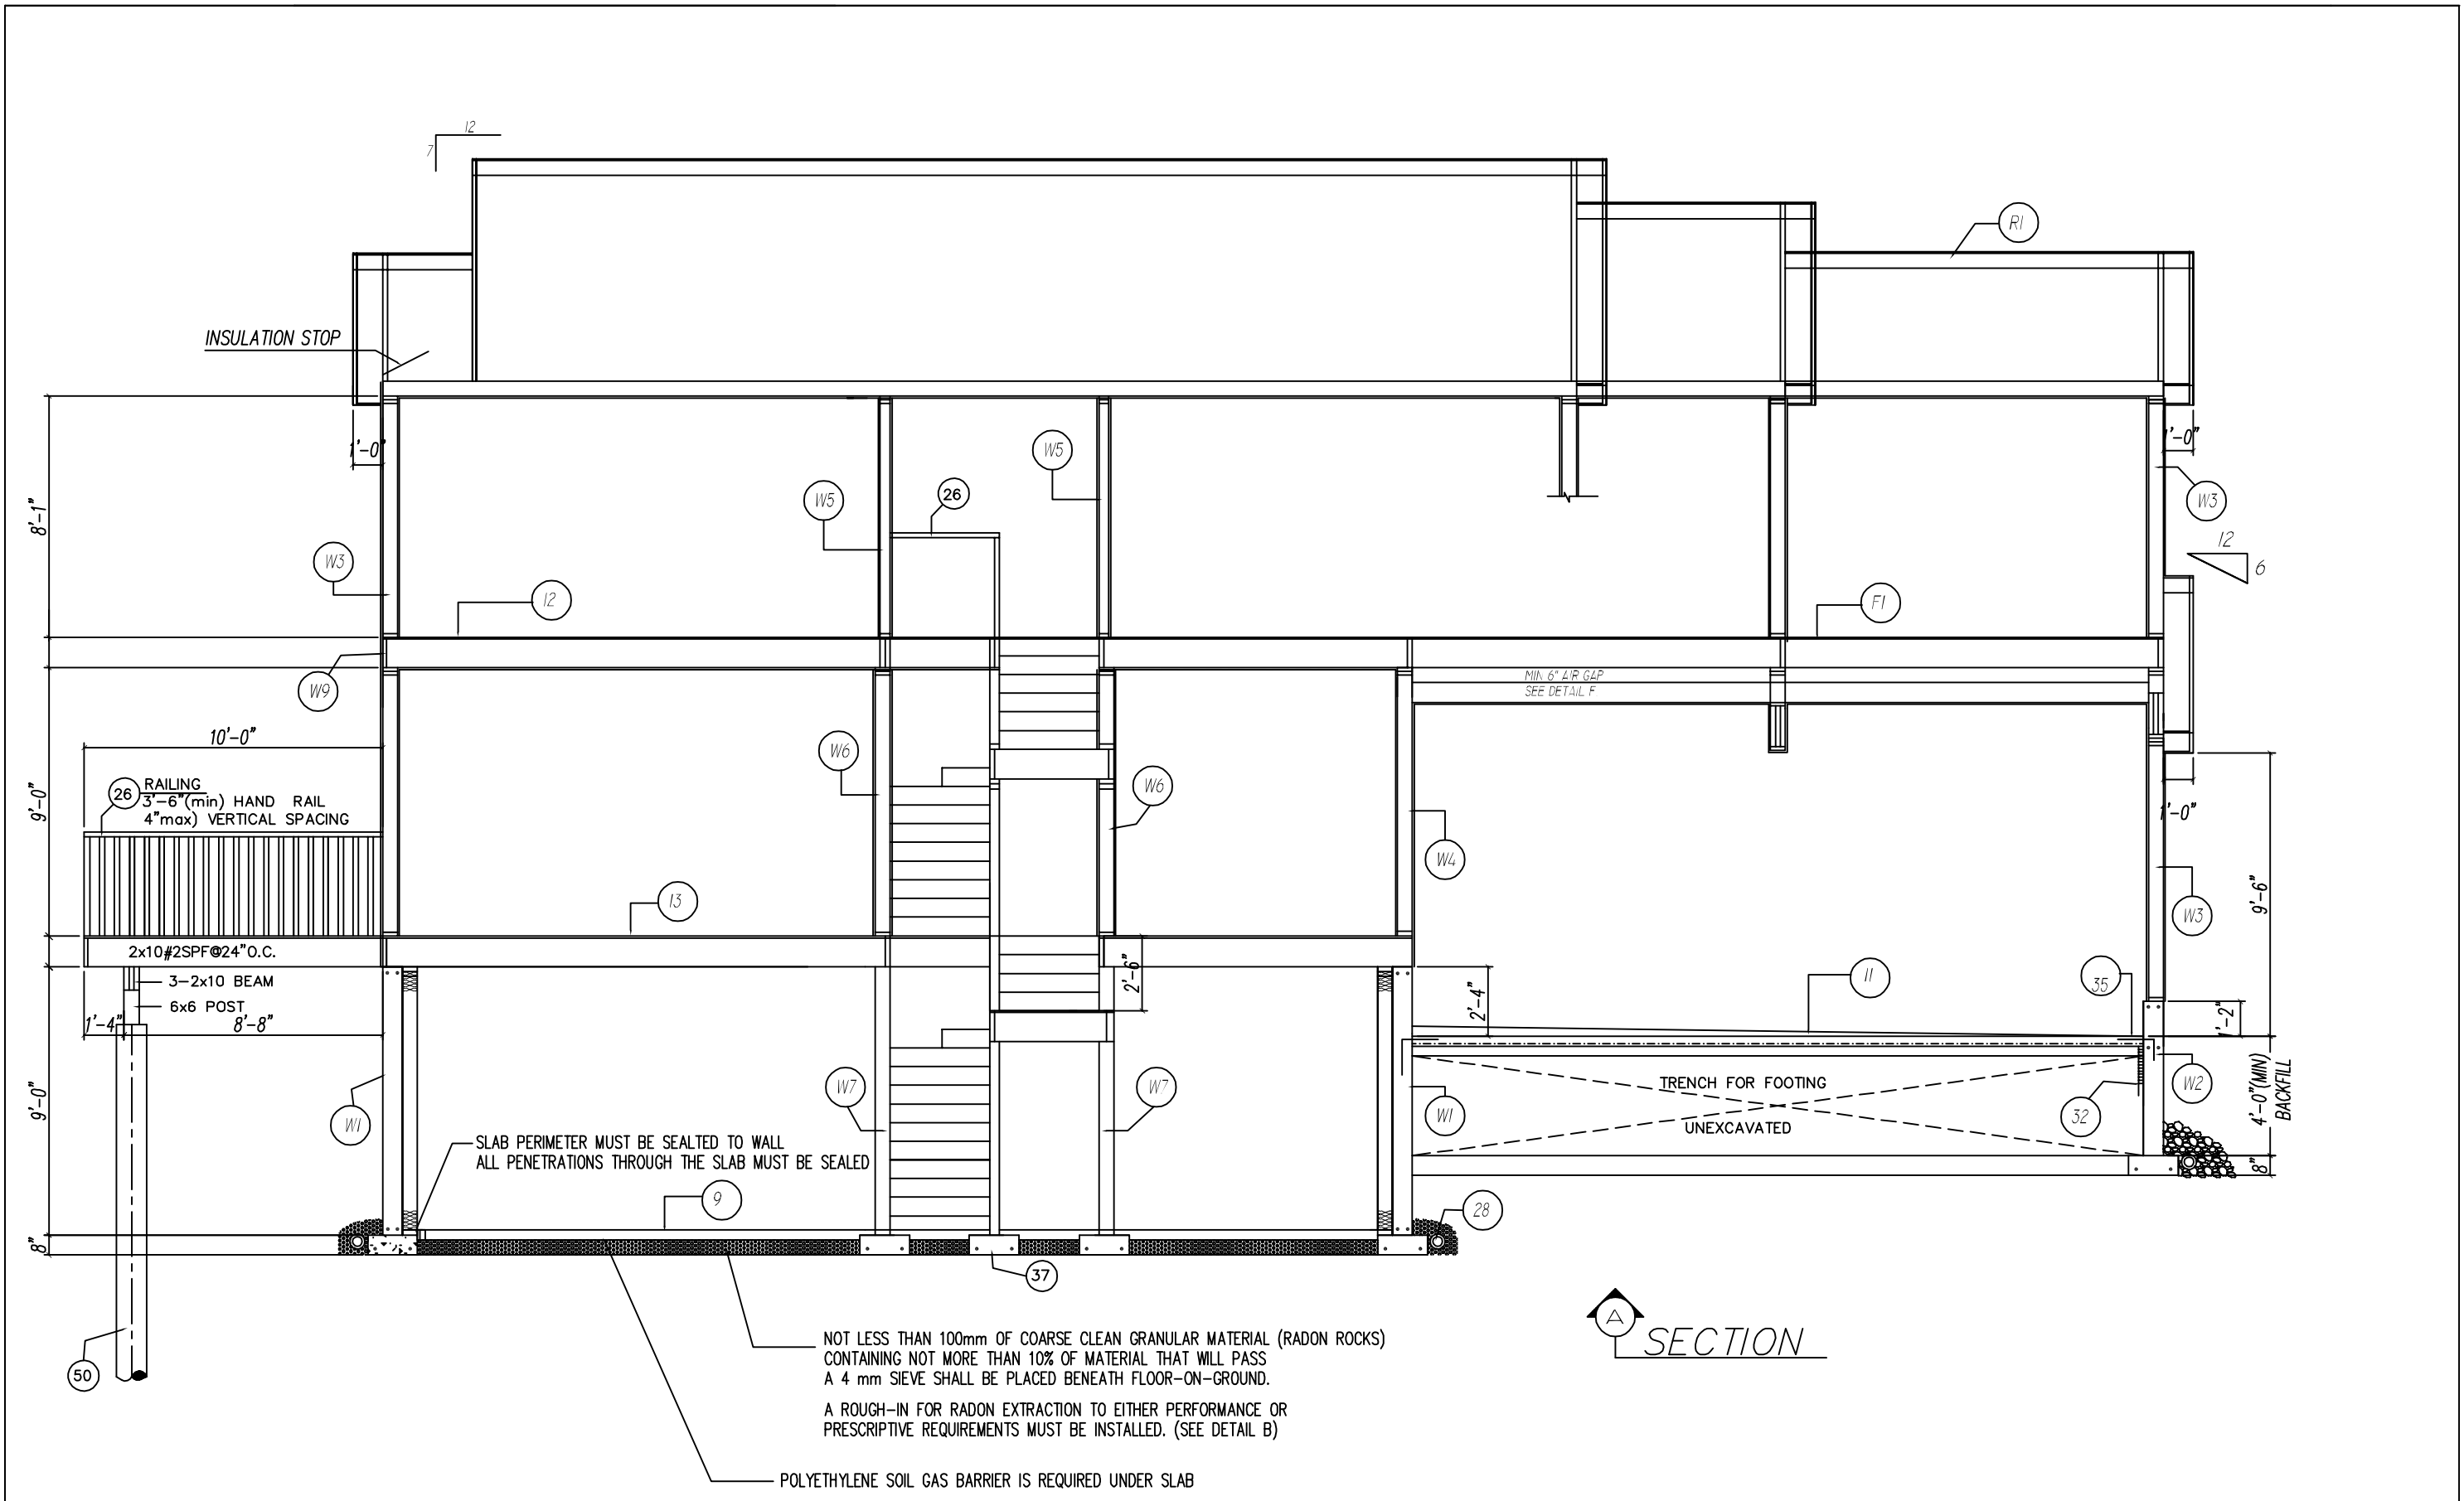 12
7
R1
INSULATION STOP
1'-0"
1'-0"
8'-1"
W5
W5
26
W3
W3
12
6
12
F1
W9
MIN 6" AIR GAP
SEE DETAIL F
10'-0"
W6
W6
26 RAILING
3'-6"(min) HAND RAIL
4"max) VERTICAL SPACING
9'-0"
1'-0"
W4
13
W3
9'-6"
2x10#2SPF@24"O.C.
3-2x10 BEAM
6x6 POST
1'-4"
8'-8"
2'-6"
2'-4"
11
35
1'-2"
9'-0"
W1
W7
W7
W1
TRENCH FOR FOOTING
UNEXCAVATED
32
W2
4'-0"(MIN)
BACKFILL
8"
SLAB PERIMETER MUST BE SEALTED TO WALL
ALL PENETRATIONS THROUGH THE SLAB MUST BE SEALED
9
28
8"
37
50
NOT LESS THAN 100mm OF COARSE CLEAN GRANULAR MATERIAL (RADON ROCKS)
CONTAINING NOT MORE THAN 10% OF MATERIAL THAT WILL PASS
A 4 mm SIEVE SHALL BE PLACED BENEATH FLOOR-ON-GROUND.
A ROUGH-IN FOR RADON EXTRACTION TO EITHER PERFORMANCE OR
PRESCRIPTIVE REQUIREMENTS MUST BE INSTALLED. (SEE DETAIL B)
POLYETHYLENE SOIL GAS BARRIER IS REQUIRED UNDER SLAB
A SECTION